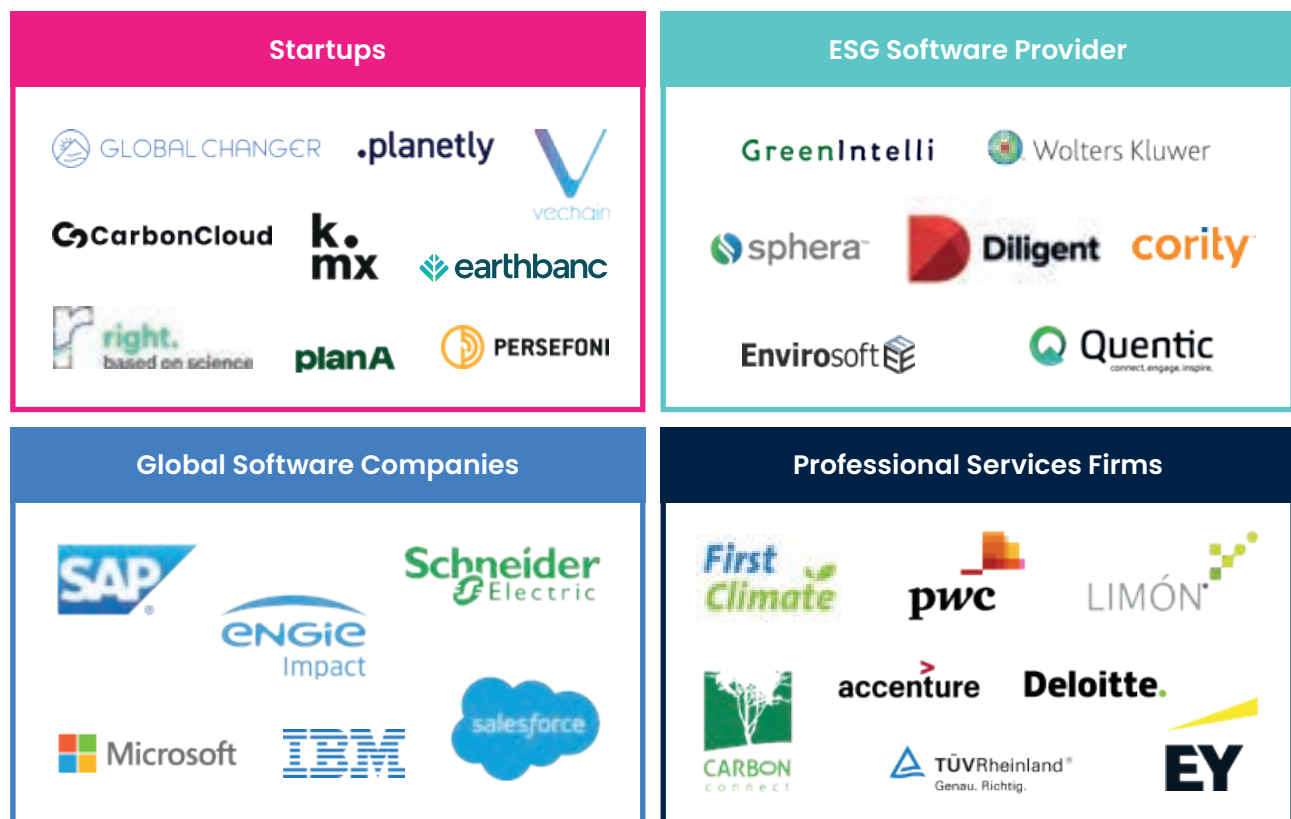 Startups
GLOBAL CHANGER
.planetly
vechain
CarbonCloud
k.
mx
earthbanc
right.
based on science
planA
PERSEFONI
ESG Software Provider
GreenIntelli
Wolters Kluwer
sphera™
Diligent
cority™
Envirosoft
Quentic
connect.engage.inspire.
Global Software Companies
SAP®
Schneider
Electric
ENGIE
Impact
salesforce
Microsoft
IBM
Professional Services Firms
First
Climate
pwc
LIMÓN
accenture
Deloitte.
CARBON
connect
TÜVRheinland®
Genau. Richtig.
EY